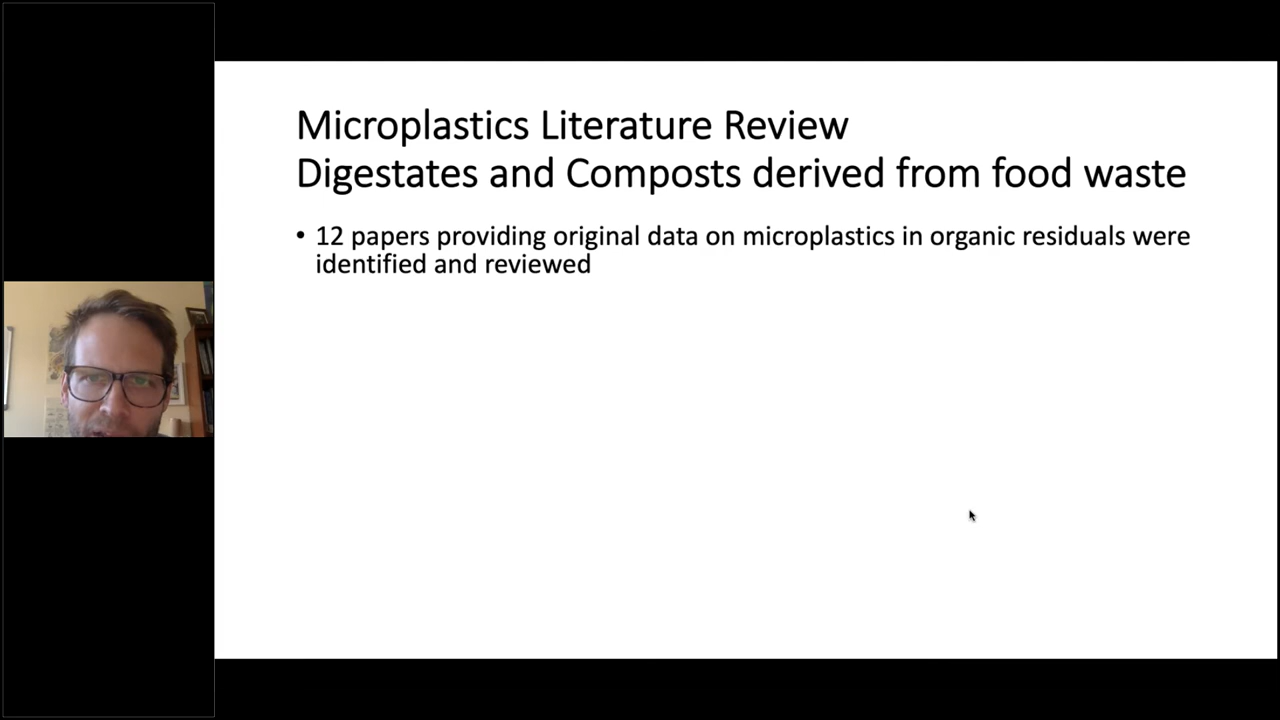 Microplastics Literature Review
Digestates and Composts derived from food waste
• 12 papers providing original data on microplastics in organic residuals were
identified and reviewed